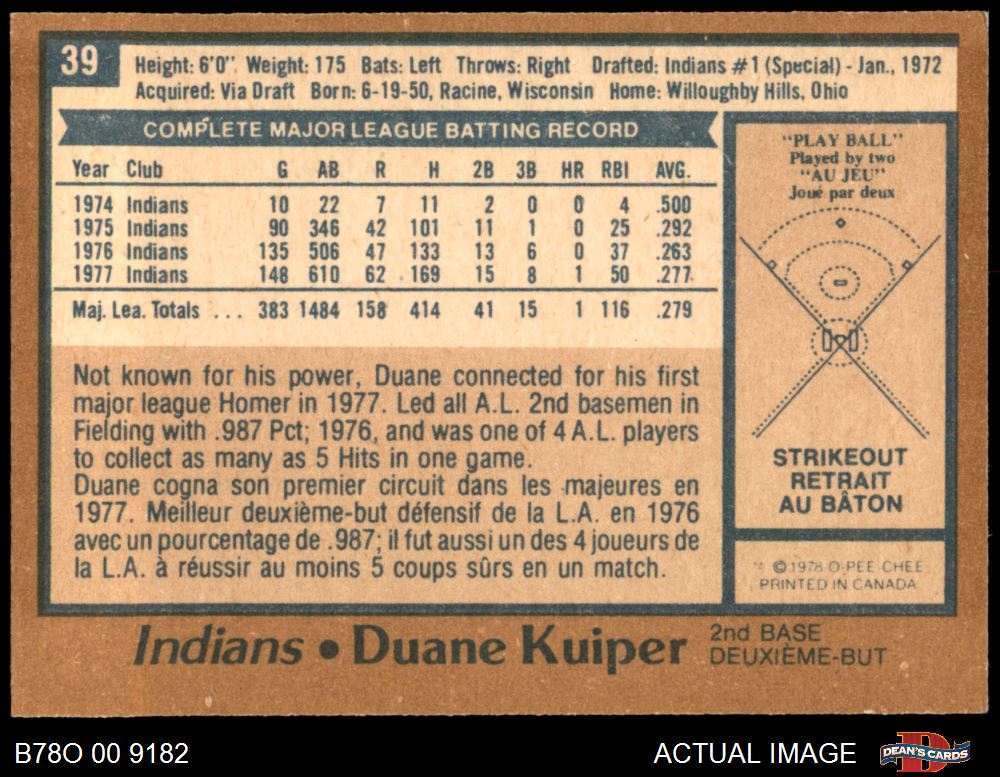 39
Height: 6'0". Weight: 175 Bats: Left Throws: Right Drafted: Indians #1 (Special) - Jan., 1972
Acquired: Via Draft Born: 6-19-50, Racine, Wisconsin Home: Willoughby Hills, Ohio
COMPLETE MAJOR LEAGUE BATTING RECORD
Year Club G AB R H 2B 3B HR RBI AVG.
1974 Indians 10 22 7 11 2 0 0 4 .500
1975 Indians 90 346 42 101 11 1 0 25 .292
1976 Indians 135 506 47 133 13 6 0 37 .263
1977 Indians 148 610 62 169 15 8 1 50 .277
Maj. Lea. Totals ... 383 1484 158 414 41 15 1 116 .279
Not known for his power, Duane connected for his first
major league Homer in 1977. Led all A.L. 2nd basemen in
Fielding with .987 Pct; 1976, and was one of 4 A.L. players
to collect as many as 5 Hits in one game.
Duane cogna son premier circuit dans les majeures en
1977. Meilleur deuxième-but défensif de la L.A. en 1976
avec un pourcentage de .987; il fut aussi un des 4 joueurs de
la L.A. à réussir au moins 5 coups sûrs en un match.
"PLAY BALL"
Played by two
"AU JEU"
Joué par deux
STRIKEOUT
RETRAIT
AU BÂTON
©1978 O-PEE-CHEE
PRINTED IN CANADA
Indians • Duane Kuiper
2nd BASE
DEUXIÈME-BUT
B78O 00 9182
ACTUAL IMAGE
DEAN'S CARDS